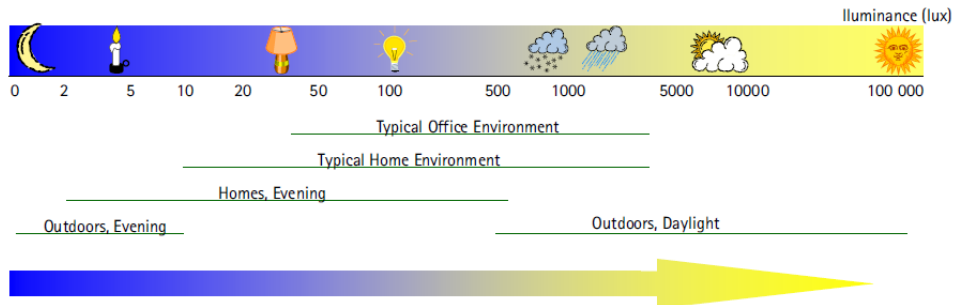 Iluminance (lux)
0 2 5 10 20 50 100 500 1000 5000 10000 100 000
Typical Office Environment
Typical Home Environment
Homes, Evening
Outdoors, Evening
Outdoors, Daylight